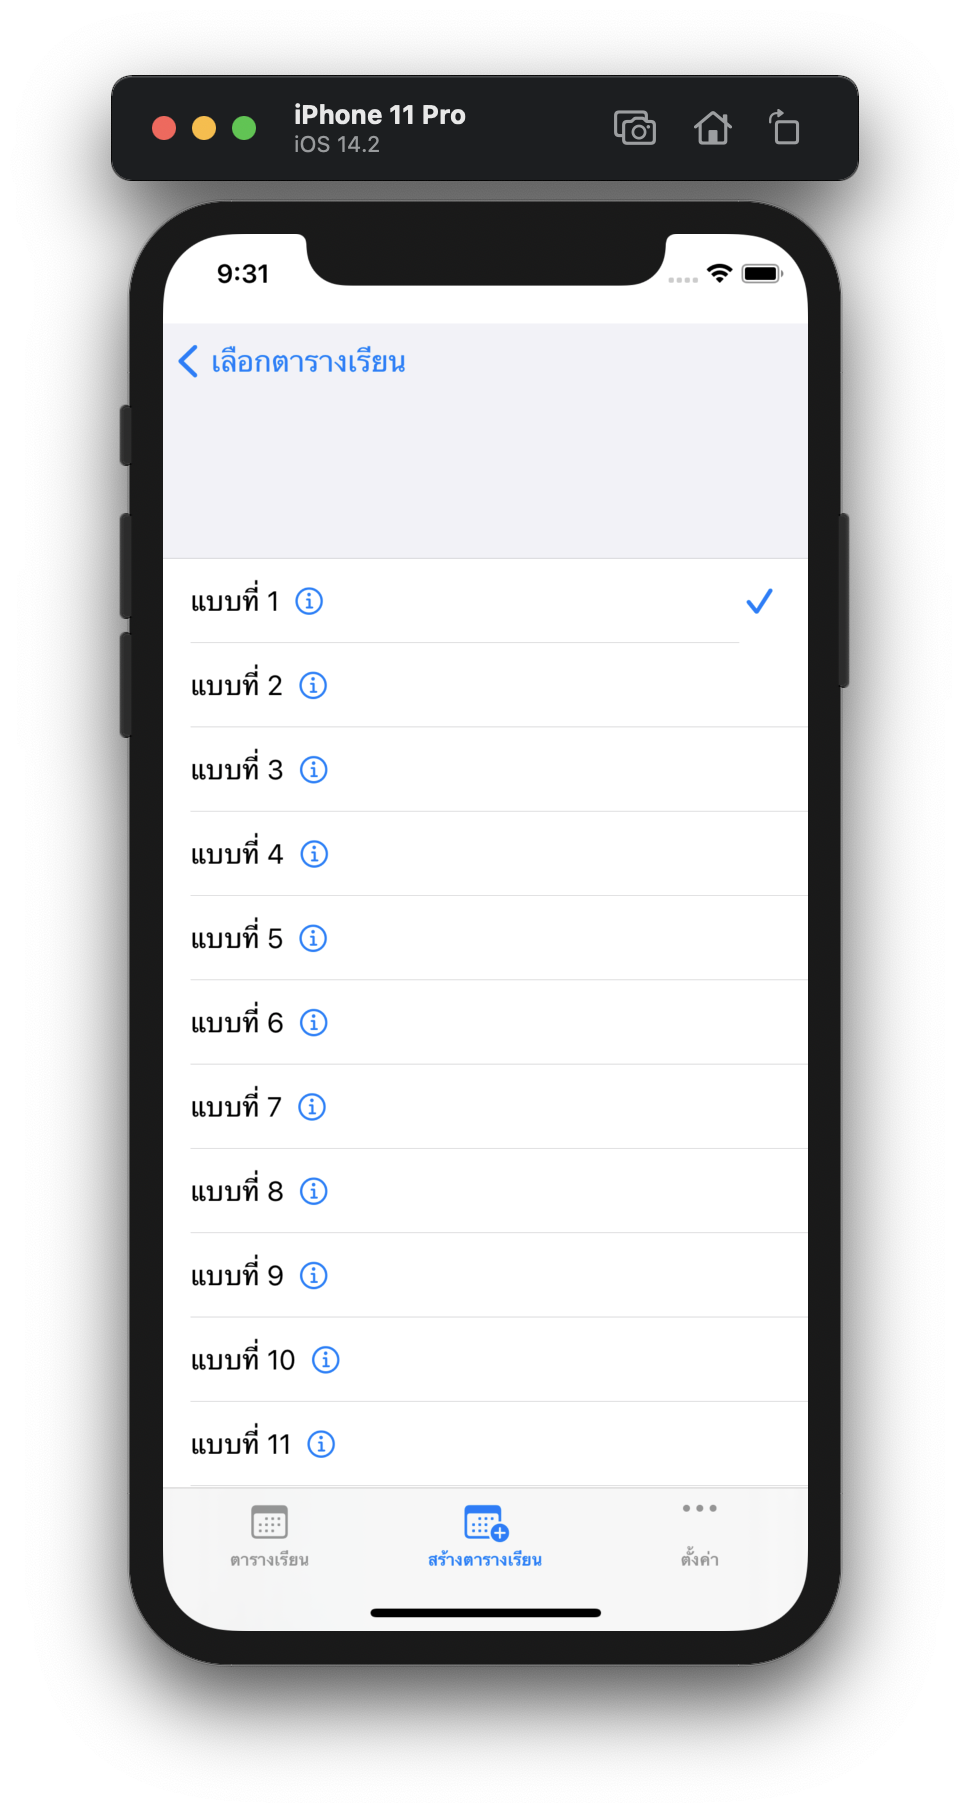 iPhone 11 Pro
iOS 14.2
9:31
เลือกตารางเรียน
แบบที่ 1
แบบที่ 2
แบบที่ 3
แบบที่ 4
แบบที่ 5
แบบที่ 6
แบบที่ 7
แบบที่ 8
แบบที่ 9
แบบที่ 10
แบบที่ 11
ตารางเรียน
สร้างตารางเรียน
ตั้งค่า